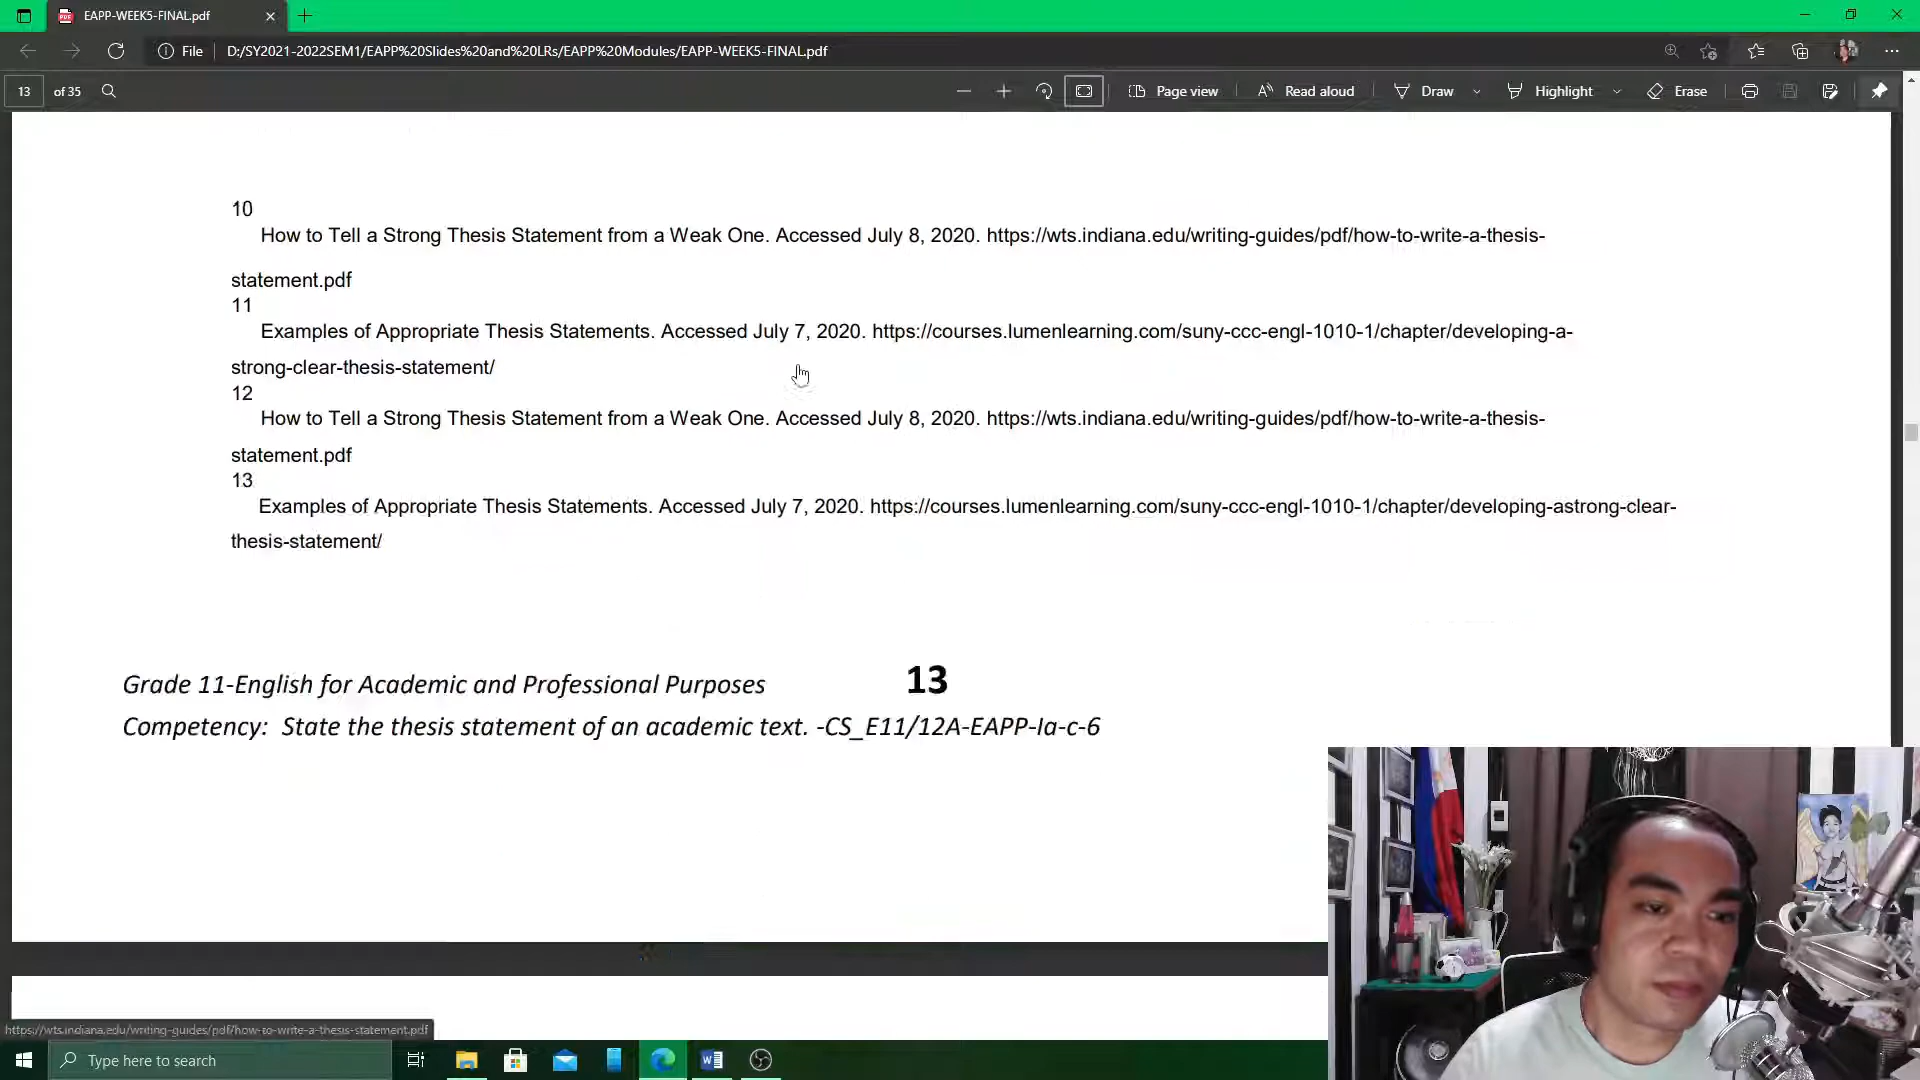 EAPP-WEEK5-FINAL.pdf
File
D:/SY2021-2022SEM1/EAPP%20Slides%20and%20LRs/EAPP%20Modules/EAPP-WEEK5-FINAL.pdf
13 of 35
Page view
Read aloud
Draw
Highlight
Erase
10
How to Tell a Strong Thesis Statement from a Weak One. Accessed July 8, 2020. https://wts.indiana.edu/writing-guides/pdf/how-to-write-a-thesis-
statement.pdf
11
Examples of Appropriate Thesis Statements. Accessed July 7, 2020. https://courses.lumenlearning.com/suny-ccc-engl-1010-1/chapter/developing-a-
strong-clear-thesis-statement/
12
How to Tell a Strong Thesis Statement from a Weak One. Accessed July 8, 2020. https://wts.indiana.edu/writing-guides/pdf/how-to-write-a-thesis-
statement.pdf
13
Examples of Appropriate Thesis Statements. Accessed July 7, 2020. https://courses.lumenlearning.com/suny-ccc-engl-1010-1/chapter/developing-astrong-clear-
thesis-statement/
Grade 11-English for Academic and Professional Purposes 13
Competency: State the thesis statement of an academic text. -CS_E11/12A-EAPP-Ia-c-6
https://wts.indiana.edu/writing-guides/pdf/how-to-write-a-thesis-statement.pdf
Type here to search